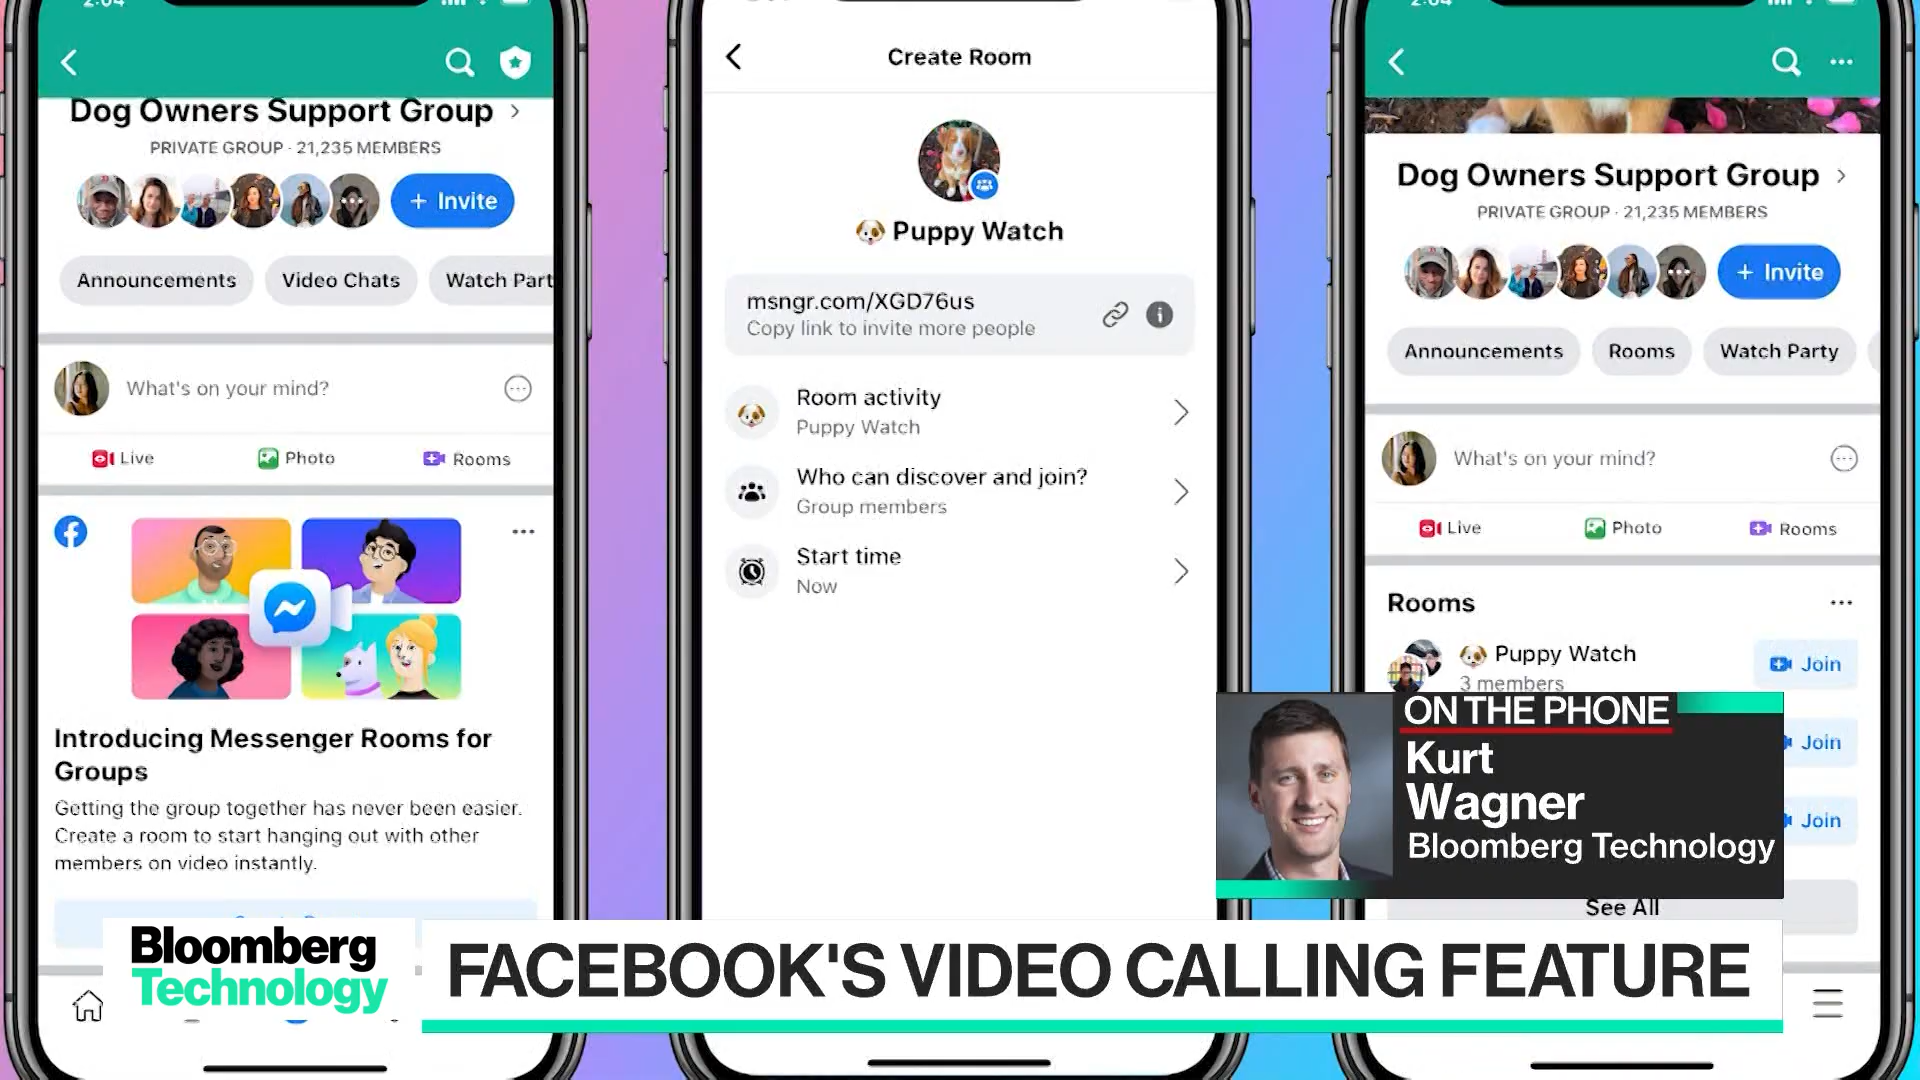 2:04
Dog Owners Support Group
PRIVATE GROUP · 21,235 MEMBERS
+ Invite
Announcements
Video Chats
Watch Part
What's on your mind?
Live
Photo
Rooms
Introducing Messenger Rooms for
Groups
Getting the group together has never been easier.
Create a room to start hanging out with other
members on video instantly.
Create Room
Puppy Watch
msngr.com/XGD76us
Copy link to invite more people
Room activity
Puppy Watch
Who can discover and join?
Group members
Start time
Now
2:04
Dog Owners Support Group
PRIVATE GROUP · 21,235 MEMBERS
+ Invite
Announcements
Rooms
Watch Party
What's on your mind?
Live
Photo
Rooms
Rooms
Puppy Watch
3 members
Join
Join
Join
See All
ON THE PHONE
Kurt
Wagner
Bloomberg Technology
Bloomberg
Technology
FACEBOOK'S VIDEO CALLING FEATURE